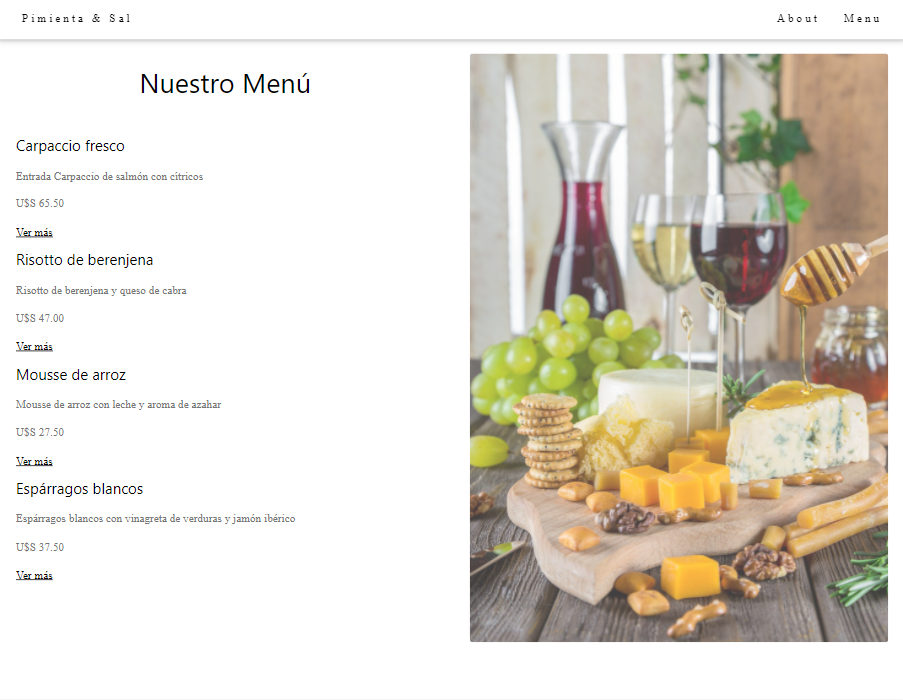 Pimienta & Sal
About Menu
Nuestro Menú
Carpaccio fresco
Entrada Carpaccio de salmón con cítricos
U$S 65.50
Ver más
Risotto de berenjena
Risotto de berenjena y queso de cabra
U$S 47.00
Ver más
Mousse de arroz
Mousse de arroz con leche y aroma de azahar
U$S 27.50
Ver más
Espárragos blancos
Espárragos blancos con vinagreta de verduras y jamón ibérico
U$S 37.50
Ver más